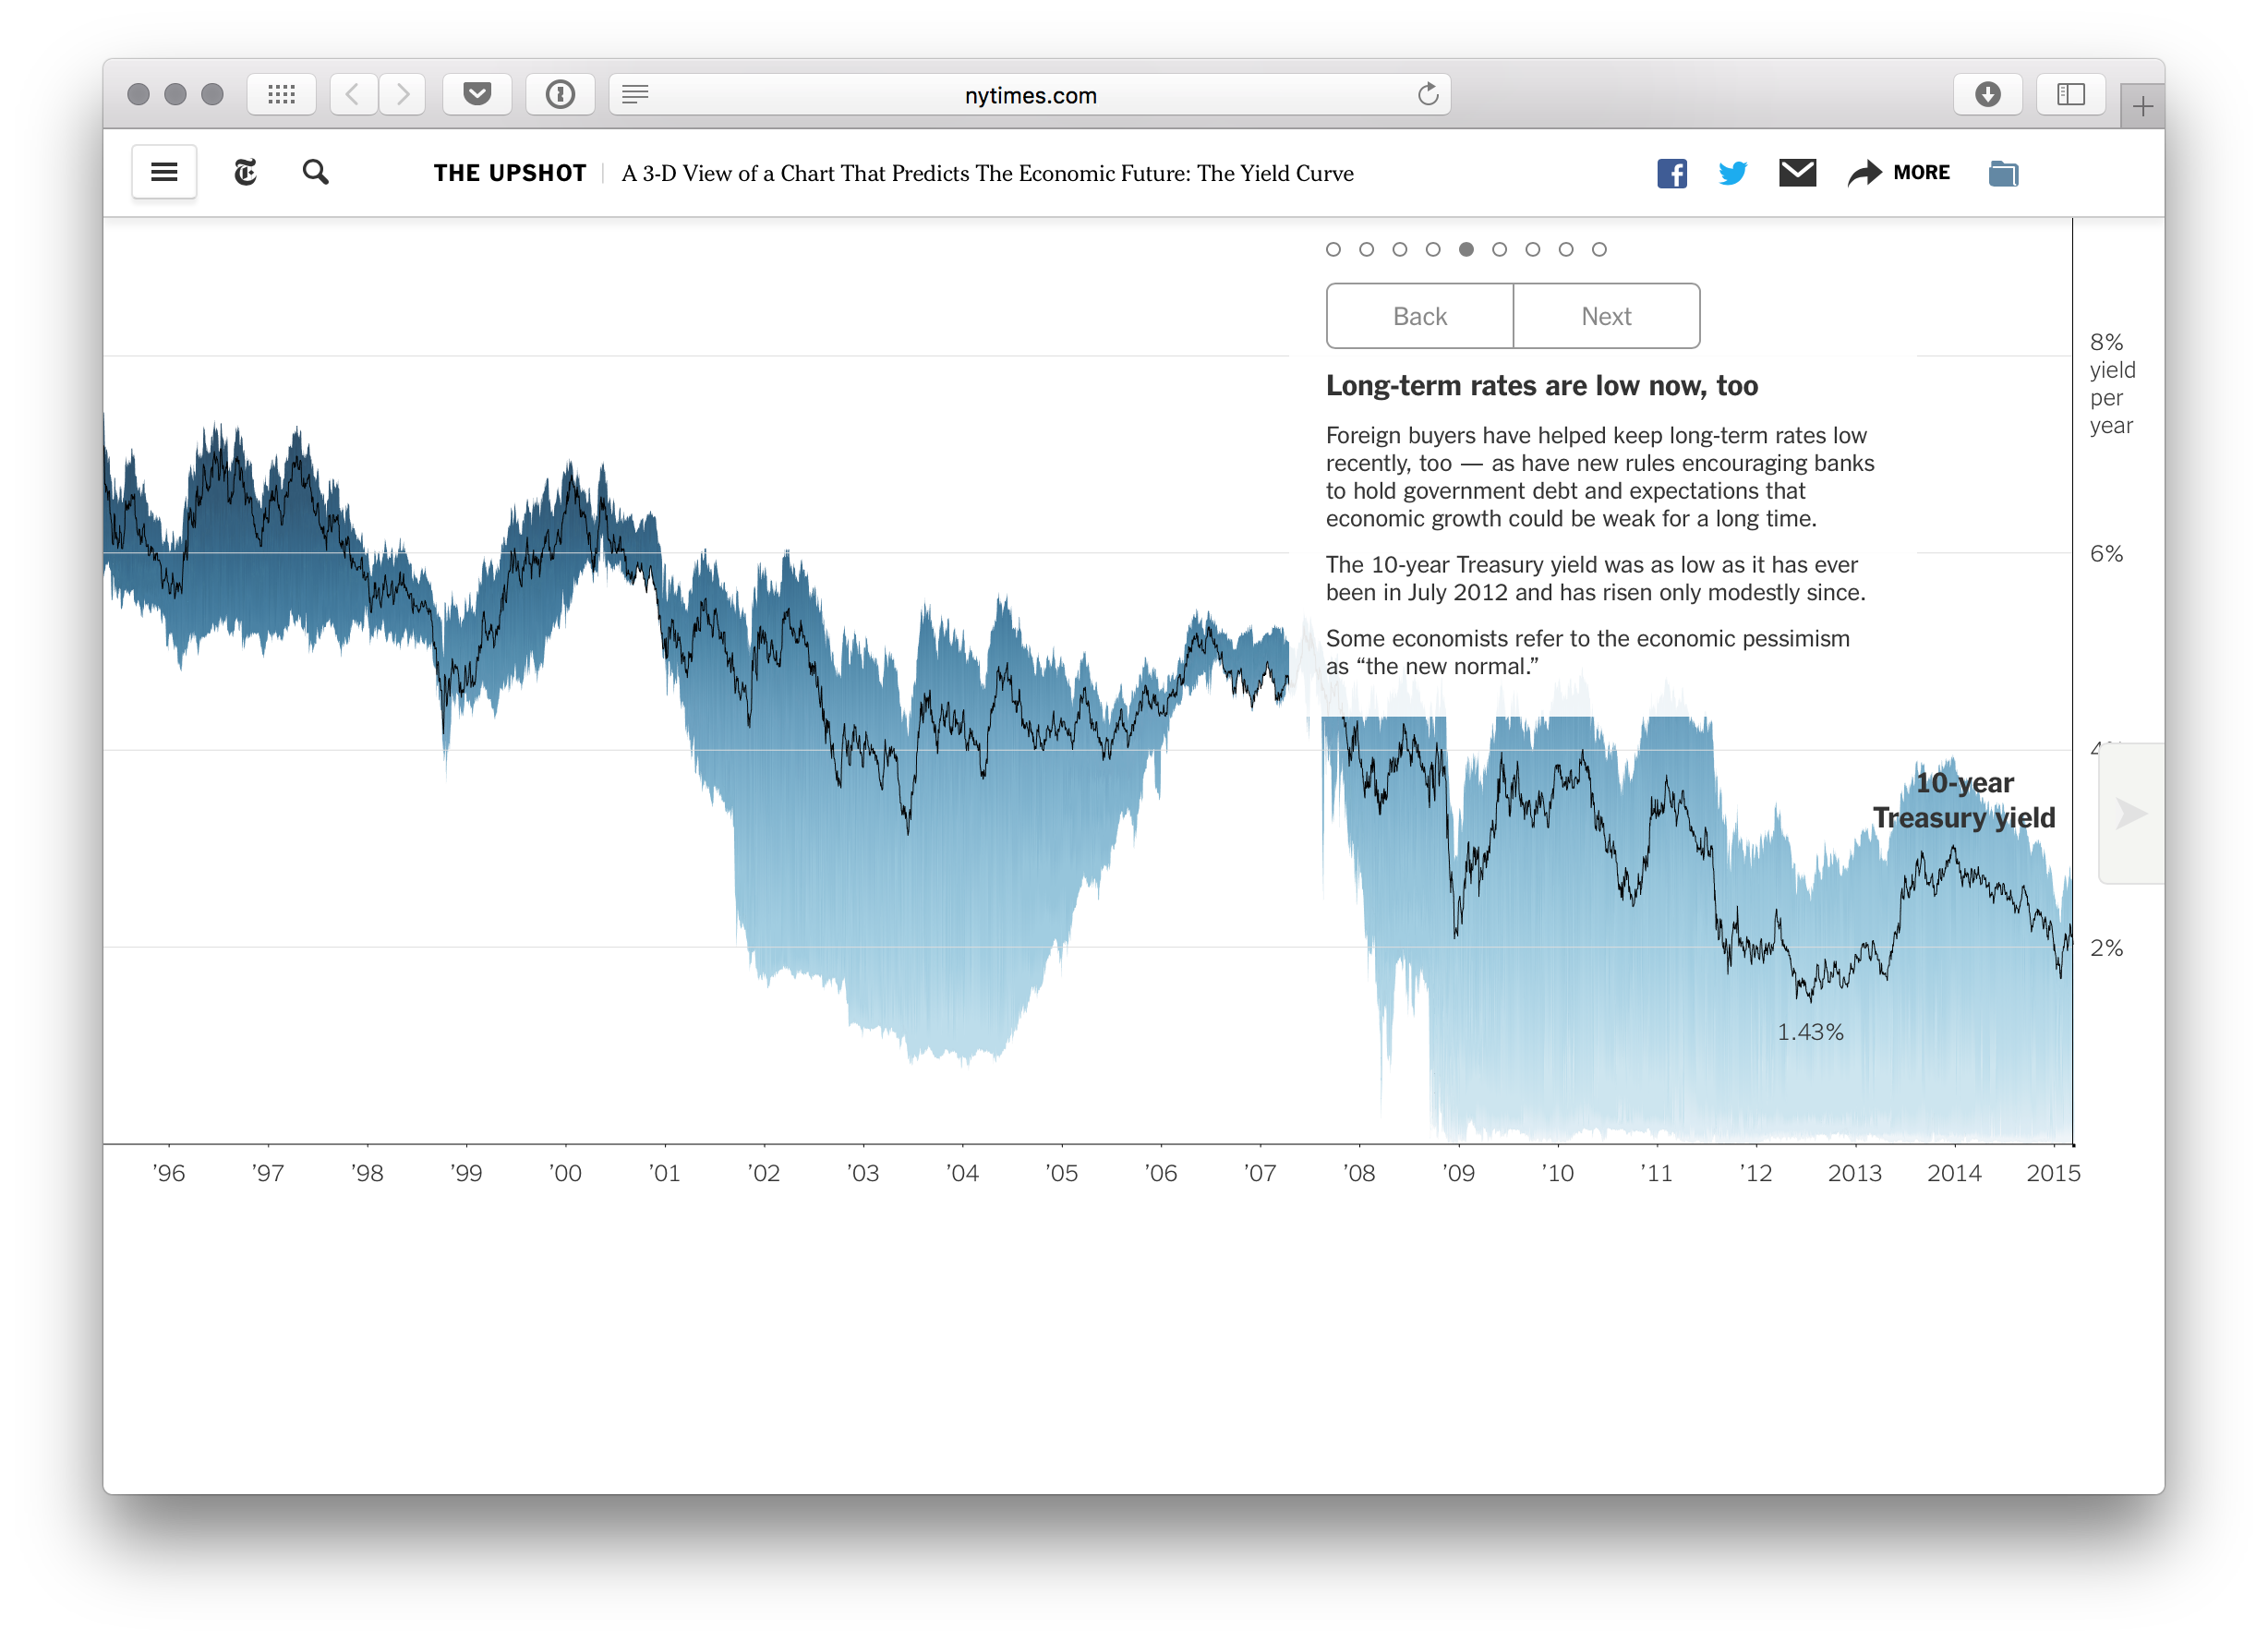 nytimes.com
THE UPSHOT
A 3-D View of a Chart That Predicts The Economic Future: The Yield Curve
MORE
Back
Next
Long-term rates are low now, too
Foreign buyers have helped keep long-term rates low
recently, too — as have new rules encouraging banks
to hold government debt and expectations that
economic growth could be weak for a long time.
The 10-year Treasury yield was as low as it has ever
been in July 2012 and has risen only modestly since.
Some economists refer to the economic pessimism
as “the new normal.”
8%
yield
per
year
6%
10-year
Treasury yield
2%
1.43%
’96 ’97 ’98 ’99 ’00 ’01 ’02 ’03 ’04 ’05 ’06 ’07 ’08 ’09 ’10 ’11 ’12 2013 2014 2015